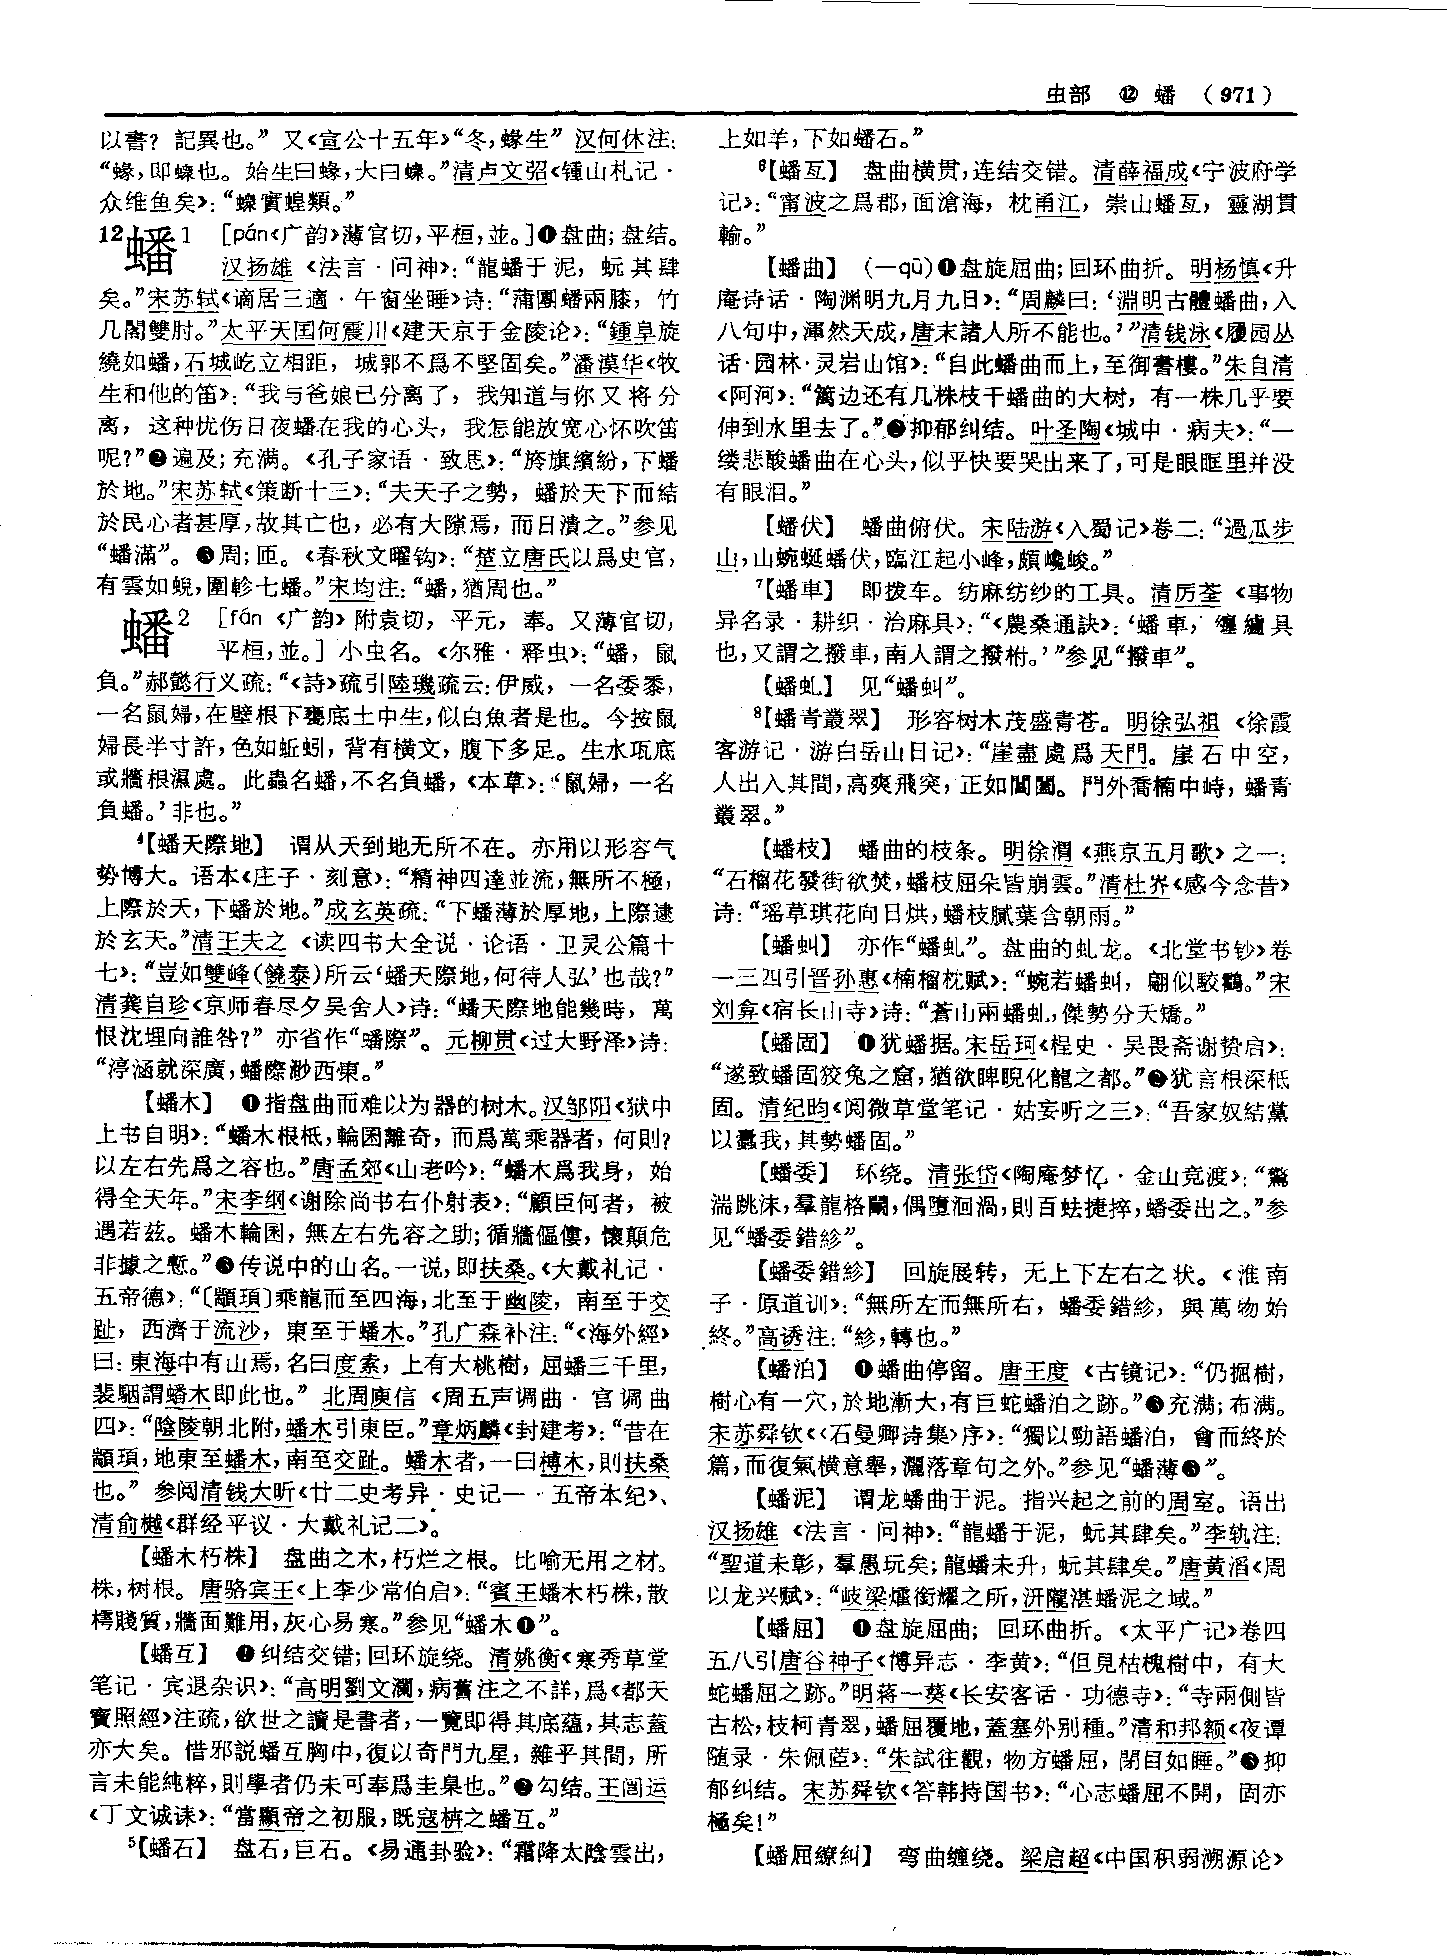 虫部 ⑫ 蟠 （971）
以書？記異也。”又《宣公十五年》“冬，蝝生”汉何休注：
“蝝，即螽也。始生曰蝝，大曰螽。”清卢文弨《锺山札记·
众维鱼矣》：“螽實蝗類。”
12蟠1 ［pán《广韵》薄官切，平桓，並。］❶盘曲；盘结。
汉扬雄《法言·问神》：“龍蟠于泥，蚖其肆
矣。”宋苏轼《谪居三適·午窗坐睡》诗：“蒲團蟠兩膝，竹
几閣雙肘。”太平天囯何震川《建天京于金陵论》：“鍾阜旋
繞如蟠，石城屹立相距，城郭不爲不堅固矣。”潘漠华《牧
生和他的笛》：“我与爸娘已分离了，我知道与你又将分
离，这种忧伤日夜蟠在我的心头，我怎能放宽心怀吹笛
呢？”❷遍及；充满。《孔子家语·致思》：“旍旗繽紛，下蟠
於地。”宋苏轼《策断十三》：“夫天子之勢，蟠於天下而結
於民心者甚厚，故其亡也，必有大隙焉，而日潰之。”参见
“蟠滿”。❸周；匝。《春秋文曜钩》：“楚立唐氏以爲史官，
有雲如蜺，圍軫七蟠。”宋均注：“蟠，猶周也。”
蟠2 ［fán《广韵》附袁切，平元，奉。又薄官切，
平桓，並。］小虫名。《尔雅·释虫》：“蟠，鼠
負。”郝懿行义疏：“《詩》疏引陸璣疏云：伊威，一名委黍，
一名鼠婦，在壁根下甕底土中生，似白魚者是也。今按鼠
婦長半寸許，色如蚯蚓，背有横文，腹下多足。生水瓨底
或牆根濕處。此蟲名蟠，不名負蟠，《本草》：‘鼠婦，一名
負蟠。’非也。”
4【蟠天際地】 谓从天到地无所不在。亦用以形容气
势博大。语本《庄子·刻意》：“精神四達並流，無所不極，
上際於天，下蟠於地。”成玄英疏：“下蟠薄於厚地，上際逮
於玄天。”清王夫之《读四书大全说·论语·卫灵公篇十
七》：“豈如雙峰（饒泰）所云‘蟠天際地，何待人弘’也哉？”
清龚自珍《京师春尽夕吴舍人》诗：“蟠天際地能幾時，萬
恨沈埋向誰咎？”亦省作“蟠際”。元柳贯《过大野泽》诗：
“渟涵就深廣，蟠際渺西東。”
【蟠木】 ❶指盘曲而难以为器的树木。汉邹阳《狱中
上书自明》：“蟠木根柢，輪囷離奇，而爲萬乘器者，何則？
以左右先爲之容也。”唐孟郊《山老吟》：“蟠木爲我身，始
得全天年。”宋李纲《谢除尚书右仆射表》：“顧臣何者，被
遇若兹。蟠木輪囷，無左右先容之助；循牆傴僂，懷顛危
非據之慙。”❷传说中的山名。一说，即扶桑。《大戴礼记·
五帝德》：“〔顓頊〕乘龍而至四海，北至于幽陵，南至于交
趾，西濟于流沙，東至于蟠木。”孔广森补注：“《海外經》
曰：東海中有山焉，名曰度索，上有大桃樹，屈蟠三千里，
裴駰謂蟠木即此也。”北周庾信《周五声调曲·宫调曲
四》：“陰陵朝北附，蟠木引東臣。”章炳麟《封建考》：“昔在
顓頊，地東至蟠木，南至交趾。蟠木者，一曰榑木，則扶桑
也。”参阅清钱大昕《廿二史考异·史记一·五帝本纪》、
清俞樾《群经平议·大戴礼记二》。
【蟠木朽株】 盘曲之木，朽烂之根。比喻无用之材。
株，树根。唐骆宾王《上李少常伯启》：“賓王蟠木朽株，散
樗賤質，牆面難用，灰心易寒。”参见“蟠木❶”。
【蟠互】 ❶纠结交错；回环旋绕。清姚衡《寒秀草堂
笔记·宾退杂识》：“高明劉文瀾，病舊注之不詳，爲《都天
寶照經》注疏，欲世之讀是書者，一覽即得其底蕴，其志蓋
亦大矣。惜邪説蟠互胸中，復以奇門九星，雜乎其間，所
言未能純粹，則學者仍未可奉爲圭臬也。”❷勾结。王闿运
《丁文诚诔》：“當顯帝之初服，既寇枿之蟠互。”
5【蟠石】 盘石，巨石。《易通卦验》：“霜降太陰雲出，
上如羊，下如蟠石。”
6【蟠亙】 盘曲横贯，连结交错。清薛福成《宁波府学
记》：“甯波之爲郡，面滄海，枕甬江，崇山蟠亙，靈湖貫
輸。”
【蟠曲】 （—qū）❶盘旋屈曲；回环曲折。明杨慎《升
庵诗话·陶渊明九月九日》：“周麟曰：‘淵明古體蟠曲，入
八句中，渾然天成，唐末諸人所不能也。’”清钱泳《履园丛
话·园林·灵岩山馆》：“自此蟠曲而上，至御書樓。”朱自清
《阿河》：“篱边还有几株枝干蟠曲的大树，有一株几乎要
伸到水里去了。”❷抑郁纠结。叶圣陶《城中·病夫》：“一
缕悲酸蟠曲在心头，似乎快要哭出来了，可是眼眶里并没
有眼泪。”
【蟠伏】 蟠曲俯伏。宋陆游《入蜀记》卷二：“過瓜步
山，山蜿蜒蟠伏，臨江起小峰，頗巉峻。”
7【蟠車】 即拨车。纺麻纺纱的工具。清厉荃《事物
异名录·耕织·治麻具》：“《農桑通訣》：‘蟠車，纏纑具
也，又謂之撥車，南人謂之撥柎。’”参见“撥車”。
【蟠虬】 见“蟠虯”。
8【蟠青叢翠】 形容树木茂盛青苍。明徐弘祖《徐霞
客游记·游白岳山日记》：“崖盡處爲天門。崖石中空，
人出入其間，高爽飛突，正如閶闔。門外喬楠中峙，蟠青
叢翠。”
【蟠枝】 蟠曲的枝条。明徐渭《燕京五月歌》之一：
“石榴花發街欲焚，蟠枝屈朵皆崩雲。”清杜岕《感今念昔》
诗：“瑶草琪花向日烘，蟠枝膩葉含朝雨。”
【蟠虯】 亦作“蟠虬”。盘曲的虬龙。《北堂书钞》卷
一三四引晋孙惠《楠榴枕赋》：“蜿若蟠虯，翩似駮鶴。”宋
刘弇《宿长山寺》诗：“蒼山兩蟠虬，傑勢分夭矯。”
【蟠固】 ❶犹蟠据。宋岳珂《桯史·吴畏斋谢贽启》：
“遂致蟠固狡兔之窟，猶欲睥睨化龍之都。”❷犹言根深柢
固。清纪昀《阅微草堂笔记·姑妄听之三》：“吾家奴結黨
以蠹我，其勢蟠固。”
【蟠委】 环绕。清张岱《陶庵梦忆·金山竞渡》：“驚
湍跳沫，羣龍格鬭，偶墮洄渦，則百蛣捷捽，蟠委出之。”参
见“蟠委錯紾”。
【蟠委錯紾】 回旋展转，无上下左右之状。《淮南
子·原道训》：“無所左而無所右，蟠委錯紾，與萬物始
終。”高诱注：“紾，轉也。”
【蟠泊】 ❶蟠曲停留。唐王度《古镜记》：“仍掘樹，
樹心有一穴，於地漸大，有巨蛇蟠泊之跡。”❷充满；布满。
宋苏舜钦《〈石曼卿诗集〉序》：“獨以勁語蟠泊，會而終於
篇，而復氣横意舉，灑落章句之外。”参见“蟠薄❸”。
【蟠泥】 谓龙蟠曲于泥。指兴起之前的周室。语出
汉扬雄《法言·问神》：“龍蟠于泥，蚖其肆矣。”李轨注：
“聖道未彰，羣愚玩矣；龍蟠未升，蚖其肆矣。”唐黄滔《周
以龙兴赋》：“岐梁爟銜耀之所，汧隴湛蟠泥之域。”
【蟠屈】 ❶盘旋屈曲；回环曲折。《太平广记》卷四
五八引唐谷神子《博异志·李黄》：“但見枯槐樹中，有大
蛇蟠屈之跡。”明蒋一葵《长安客话·功德寺》：“寺兩側皆
古松，枝柯青翠，蟠屈覆地，蓋塞外别種。”清和邦额《夜谭
随录·朱佩茝》：“朱試往觀，物方蟠屈，閉目如睡。”❷抑
郁纠结。宋苏舜钦《答韩持国书》：“心志蟠屈不開，固亦
極矣！”
【蟠屈繚糾】 弯曲缠绕。梁启超《中国积弱溯源论》